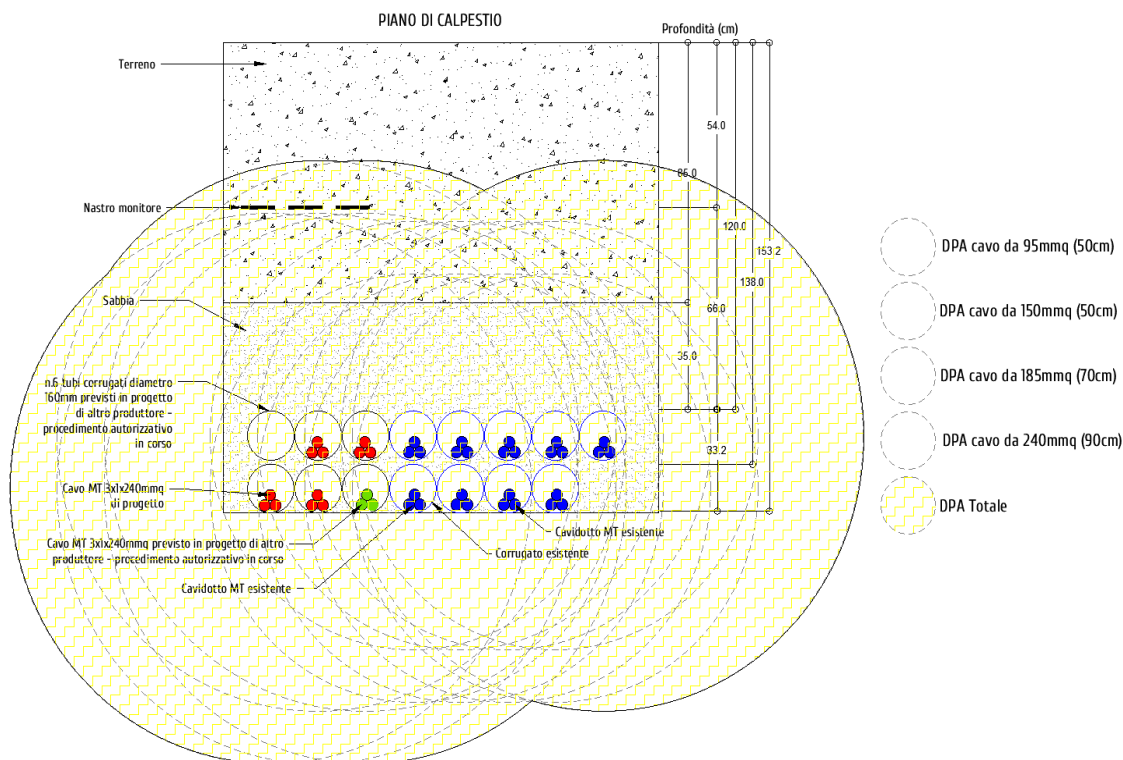 PIANO DI CALPESTIO
Profondità (cm)
Terreno
54.0
86.0
Nastro monitore
120.0
153.2
138.0
Sabbia
66.0
35.0
n.6 tubi corrugati diametro
160mm previsti in progetto
di altro produttore -
procedimento autorizzativo
in corso
33.2
Cavo MT 3x1x240mmq
di progetto
Cavidotto MT esistente
Cavo MT 3x1x240mmq previsto in progetto di altro
produttore - procedimento autorizzativo in corso
Corrugato esistente
Cavidotto MT esistente
DPA cavo da 95mmq (50cm)
DPA cavo da 150mmq (50cm)
DPA cavo da 185mmq (70cm)
DPA cavo da 240mmq (90cm)
DPA Totale